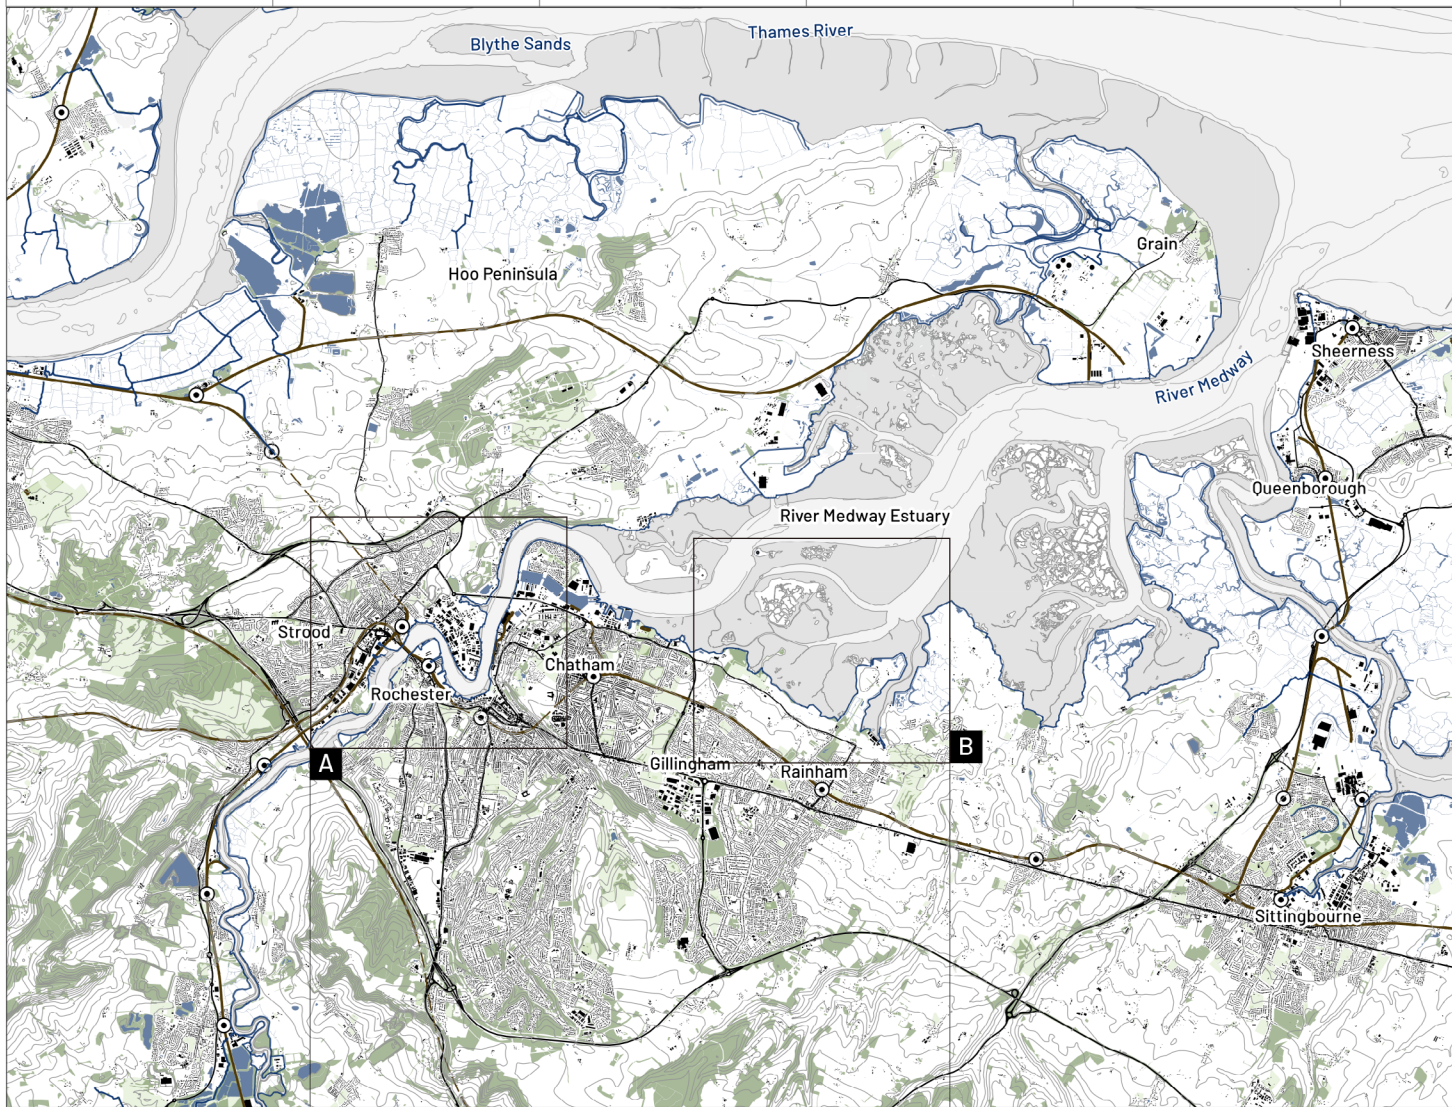 Thames River
Blythe Sands
Grain
Hoo Peninsula
Sheerness
River Medway
Queenborough
River Medway Estuary
Strood
Chatham
Rochester
B
A
Gillingham
Rainham
Sittingbourne